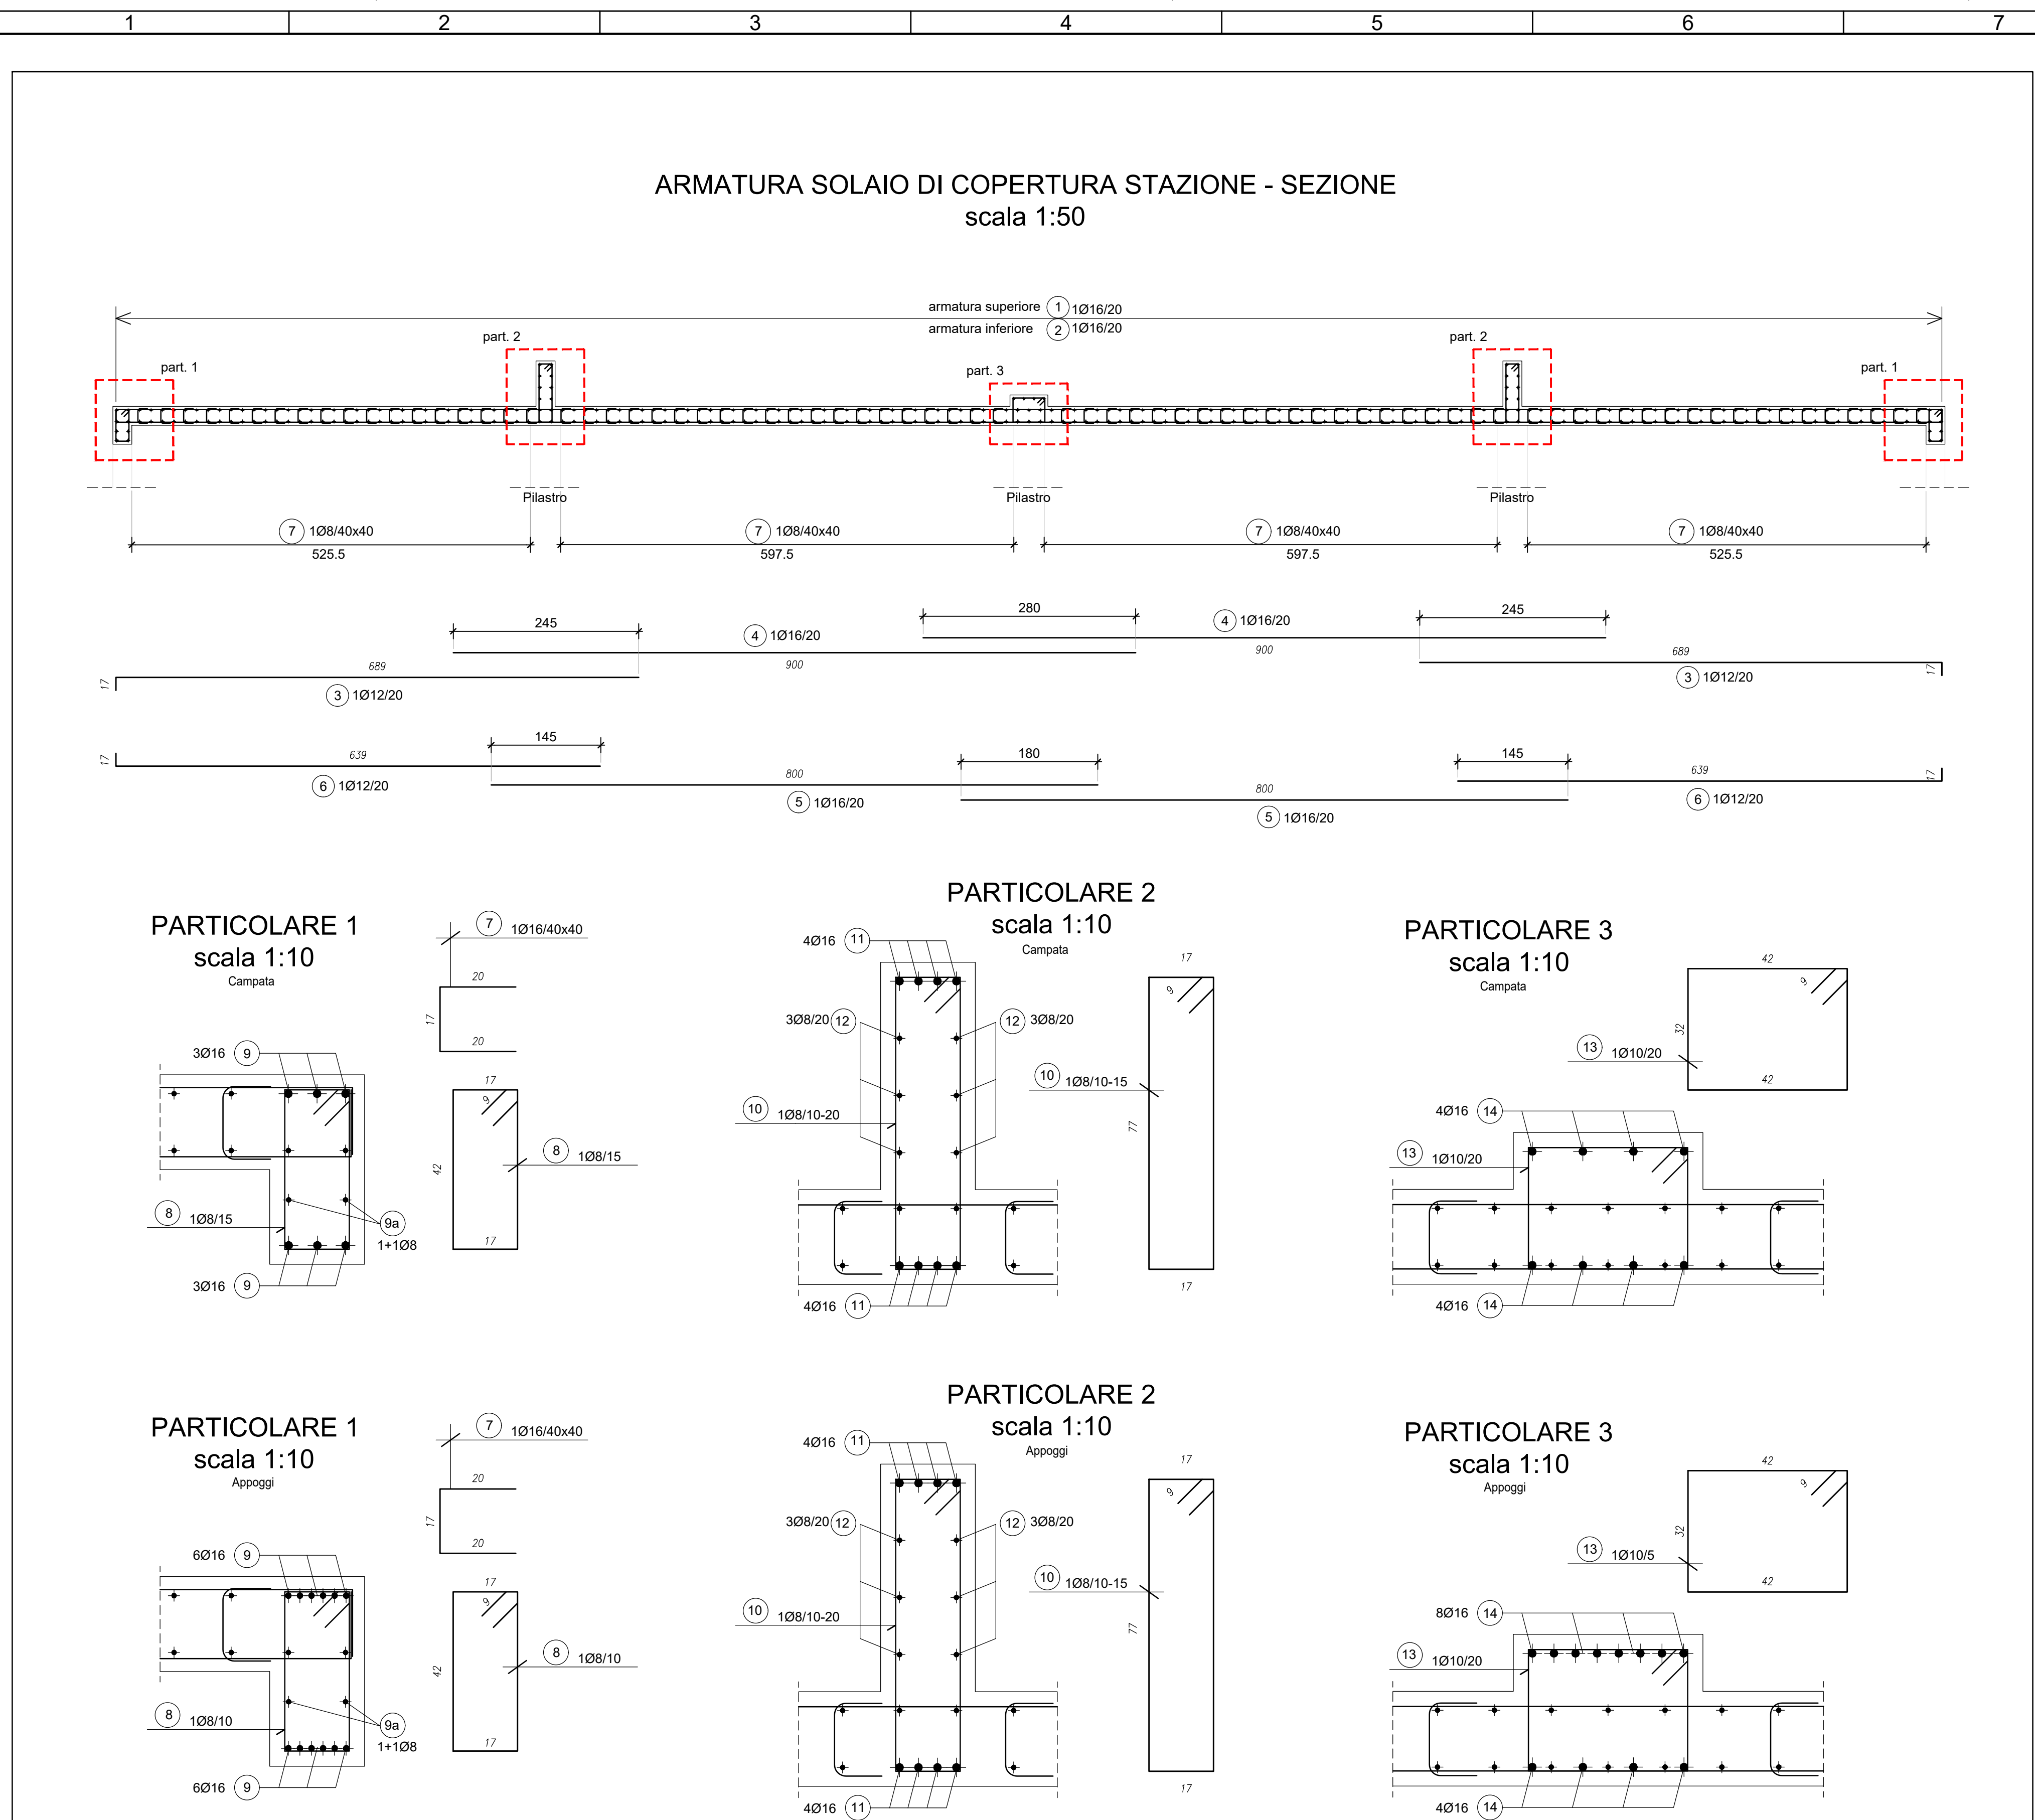 1 2 3 4 5 6 7
ARMATURA SOLAIO DI COPERTURA STAZIONE - SEZIONE
scala 1:50
armatura superiore 1 1Ø16/20
armatura inferiore 2 1Ø16/20
part. 1
part. 2
part. 3
part. 2
part. 1
Pilastro
Pilastro
Pilastro
7 1Ø8/40x40
525.5
7 1Ø8/40x40
597.5
7 1Ø8/40x40
597.5
7 1Ø8/40x40
525.5
245
280
245
4 1Ø16/20
900
4 1Ø16/20
900
17
689
3 1Ø12/20
689
17
3 1Ø12/20
145
180
145
17
639
6 1Ø12/20
800
5 1Ø16/20
800
5 1Ø16/20
639
17
6 1Ø12/20
PARTICOLARE 1
scala 1:10
Campata
7 1Ø16/40x40
20
17
20
3Ø16 9
17
9
42
8 1Ø8/15
17
8 1Ø8/15
9a
1+1Ø8
3Ø16 9
PARTICOLARE 2
scala 1:10
Campata
4Ø16 11
3Ø8/20 12
12 3Ø8/20
10 1Ø8/10-20
17
9
10 1Ø8/10-15
77
17
4Ø16 11
PARTICOLARE 3
scala 1:10
Campata
42
9
32
13 1Ø10/20
42
4Ø16 14
13 1Ø10/20
4Ø16 14
PARTICOLARE 1
scala 1:10
Appoggi
7 1Ø16/40x40
20
17
20
6Ø16 9
17
9
42
8 1Ø8/10
17
8 1Ø8/10
9a
1+1Ø8
6Ø16 9
PARTICOLARE 2
scala 1:10
Appoggi
4Ø16 11
3Ø8/20 12
12 3Ø8/20
10 1Ø8/10-20
17
9
10 1Ø8/10-15
77
17
4Ø16 11
PARTICOLARE 3
scala 1:10
Appoggi
42
9
32
13 1Ø10/5
42
8Ø16 14
13 1Ø10/20
4Ø16 14